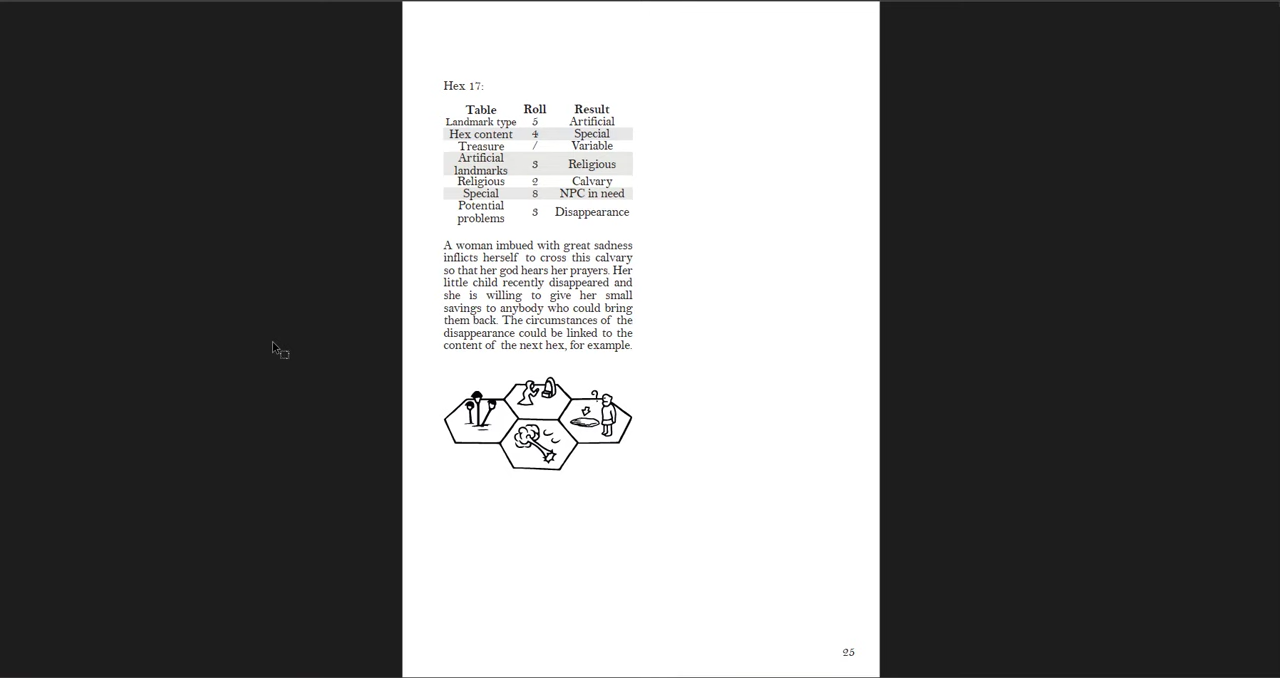 Hex 17:
Table Roll Result
Landmark type 5 Artificial
Hex content 4 Special
Treasure / Variable
Artificial
landmarks 3 Religious
Religious 2 Calvary
Special 8 NPC in need
Potential
problems 3 Disappearance
A woman imbued with great sadness
inflicts herself to cross this calvary
so that her god hears her prayers. Her
little child recently disappeared and
she is willing to give her small
savings to anybody who could bring
them back. The circumstances of the
disappearance could be linked to the
content of the next hex, for example.
?
25